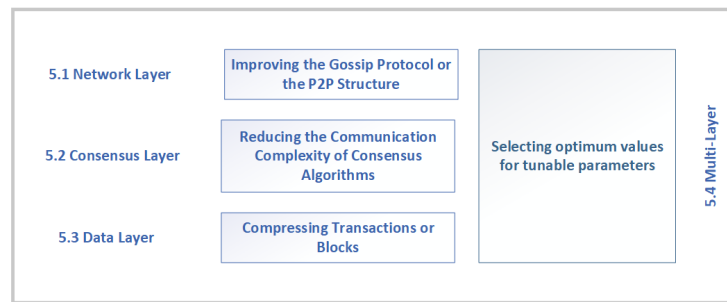 5.1 Network Layer
Improving the Gossip Protocol or
the P2P Structure
5.2 Consensus Layer
Reducing the Communication
Complexity of Consensus
Algorithms
5.3 Data Layer
Compressing Transactions or
Blocks
Selecting optimum values
for tunable parameters
5.4 Multi-Layer